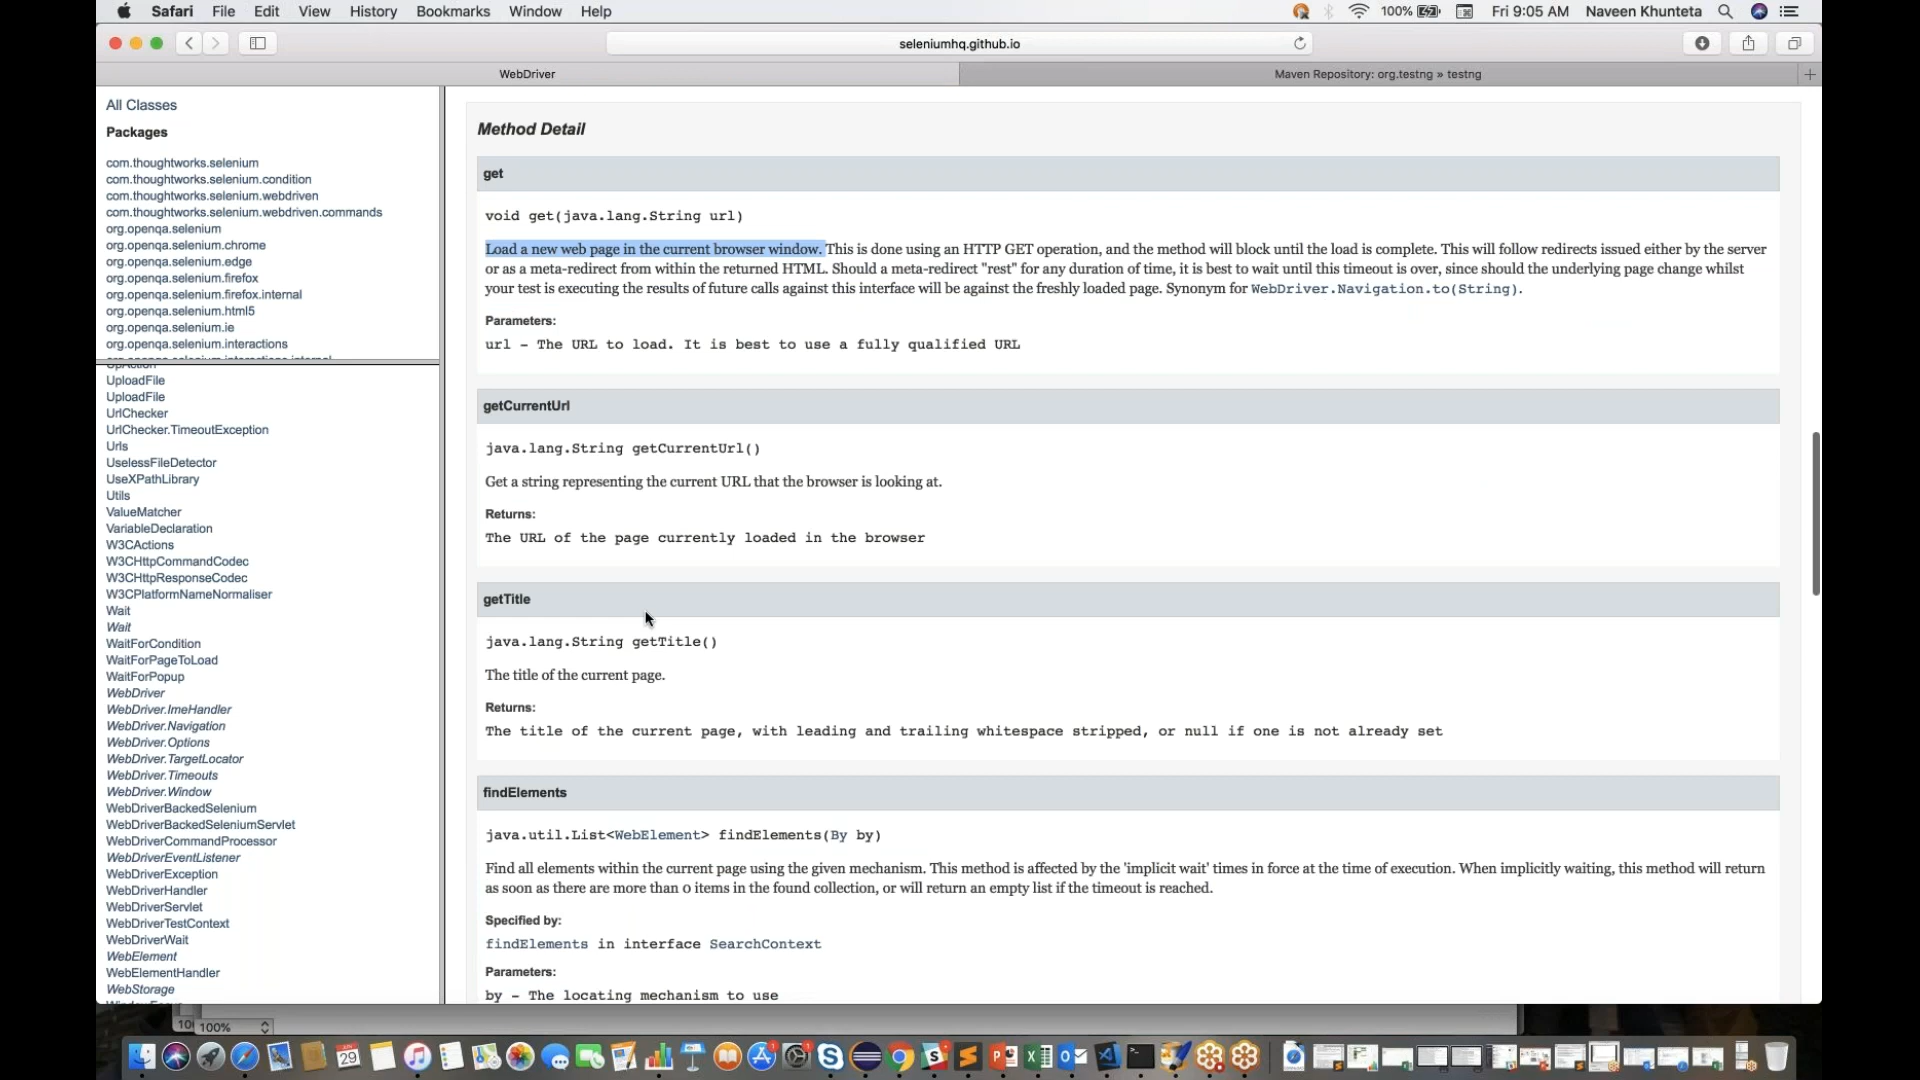 Safari File Edit View History Bookmarks Window Help
100% Fri 9:05 AM Naveen Khunteta
seleniumhq.github.io
WebDriver
Maven Repository: org.testng » testng
All Classes
Packages
com.thoughtworks.selenium
com.thoughtworks.selenium.condition
com.thoughtworks.selenium.webdriven
com.thoughtworks.selenium.webdriven.commands
org.openqa.selenium
org.openqa.selenium.chrome
org.openqa.selenium.edge
org.openqa.selenium.firefox
org.openqa.selenium.firefox.internal
org.openqa.selenium.html5
org.openqa.selenium.ie
org.openqa.selenium.interactions
org.openqa.selenium.interactions.internal
UpAction
UploadFile
UploadFile
UrlChecker
UrlChecker.TimeoutException
Urls
UselessFileDetector
UseXPathLibrary
Utils
ValueMatcher
VariableDeclaration
W3CActions
W3CHttpCommandCodec
W3CHttpResponseCodec
W3CPlatformNameNormaliser
Wait
Wait
WaitForCondition
WaitForPageToLoad
WaitForPopup
WebDriver
WebDriver.ImeHandler
WebDriver.Navigation
WebDriver.Options
WebDriver.TargetLocator
WebDriver.Timeouts
WebDriver.Window
WebDriverBackedSelenium
WebDriverBackedSeleniumServlet
WebDriverCommandProcessor
WebDriverEventListener
WebDriverException
WebDriverHandler
WebDriverServlet
WebDriverTestContext
WebDriverWait
WebElement
WebElementHandler
WebStorage
Method Detail
get
void get(java.lang.String url)
Load a new web page in the current browser window. This is done using an HTTP GET operation, and the method will block until the load is complete. This will follow redirects issued either by the server
or as a meta-redirect from within the returned HTML. Should a meta-redirect "rest" for any duration of time, it is best to wait until this timeout is over, since should the underlying page change whilst
your test is executing the results of future calls against this interface will be against the freshly loaded page. Synonym for WebDriver.Navigation.to(String).
Parameters:
url - The URL to load. It is best to use a fully qualified URL
getCurrentUrl
java.lang.String getCurrentUrl()
Get a string representing the current URL that the browser is looking at.
Returns:
The URL of the page currently loaded in the browser
getTitle
java.lang.String getTitle()
The title of the current page.
Returns:
The title of the current page, with leading and trailing whitespace stripped, or null if one is not already set
findElements
java.util.List<WebElement> findElements(By by)
Find all elements within the current page using the given mechanism. This method is affected by the 'implicit wait' times in force at the time of execution. When implicitly waiting, this method will return
as soon as there are more than 0 items in the found collection, or will return an empty list if the timeout is reached.
Specified by:
findElements in interface SearchContext
Parameters:
by - The locating mechanism to use
100%
29